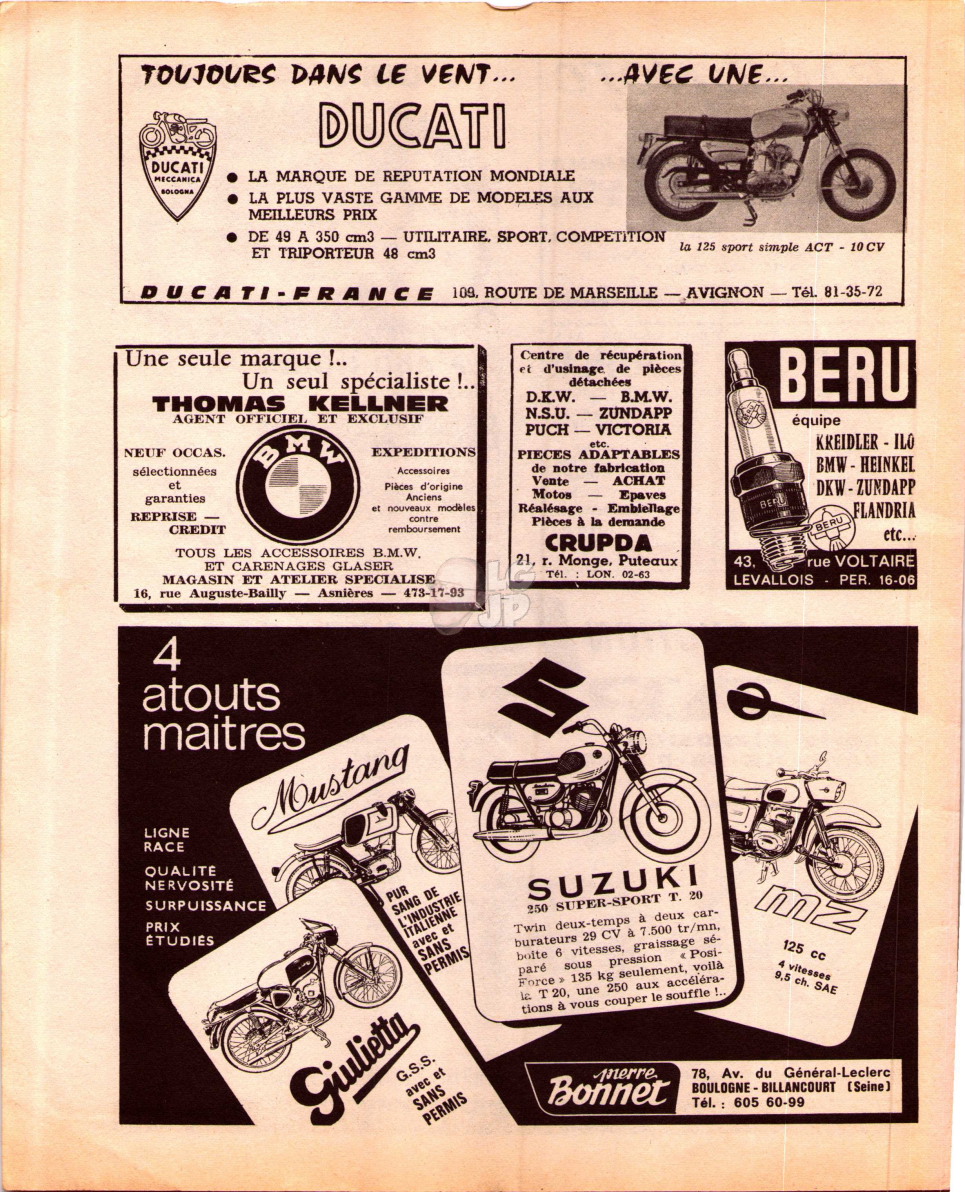 TOUJOURS DANS LE VENT... ...AVEC UNE...
DUCATI
DUCATI
MECCANICA
BOLOGNA
● LA MARQUE DE REPUTATION MONDIALE
● LA PLUS VASTE GAMME DE MODELES AUX
MEILLEURS PRIX
● DE 49 A 350 cm3 — UTILITAIRE, SPORT, COMPETITION
ET TRIPORTEUR 48 cm3
la 125 sport simple ACT - 10 CV
DUCATI-FRANCE 109, ROUTE DE MARSEILLE — AVIGNON — Tél. 81-35-72
Une seule marque !..
Un seul spécialiste !..
THOMAS KELLNER
AGENT OFFICIEL ET EXCLUSIF
NEUF OCCAS.
sélectionnées
et
garanties
REPRISE —
CREDIT
BMW
EXPEDITIONS
Accessoires
Pièces d'origine
Anciens
et nouveaux modèles
contre
remboursement
TOUS LES ACCESSOIRES B.M.W.
ET CARENAGES GLASER
MAGASIN ET ATELIER SPECIALISE
16, rue Auguste-Bailly — Asnières — 473-17-93
Centre de récupération
et d'usinage de pièces
détachées
D.K.W. — B.M.W.
N.S.U. — ZUNDAPP
PUCH — VICTORIA
etc.
PIECES ADAPTABLES
de notre fabrication
Vente — ACHAT
Motos — Epaves
Réalésage - Embiellage
Pièces à la demande
CRUPDA
21, r. Monge, Puteaux
Tél. : LON. 02-63
BERU
équipe
KREIDLER - ILO
BMW - HEINKEL
DKW - ZUNDAPP
FLANDRIA
etc...
BERU
BERU
43, rue VOLTAIRE
LEVALLOIS - PER. 16-06
LG
JP
4
atouts
maitres
LIGNE
RACE
QUALITÉ
NERVOSITÉ
SURPUISSANCE
PRIX
ÉTUDIÉS
Mustang
PUR
SANG DE
L'INDUSTRIE
ITALIENNE
avec et
SANS
PERMIS
Giulietta
G.S.S.
avec et
SANS
PERMIS
SUZUKI
250 SUPER-SPORT T. 20
Twin deux-temps à deux car-
burateurs 29 CV à 7.500 tr/mn,
boîte 6 vitesses, graissage sé-
paré sous pression « Posi-
Force » 135 kg seulement, voilà
la T 20, une 250 aux accéléra-
tions à vous couper le souffle !..
MZ
125 cc
4 vitesses
9,5 ch. SAE
pierre
Bonnet
78, Av. du Général-Leclerc
BOULOGNE - BILLANCOURT (Seine)
Tél. : 605 60-99